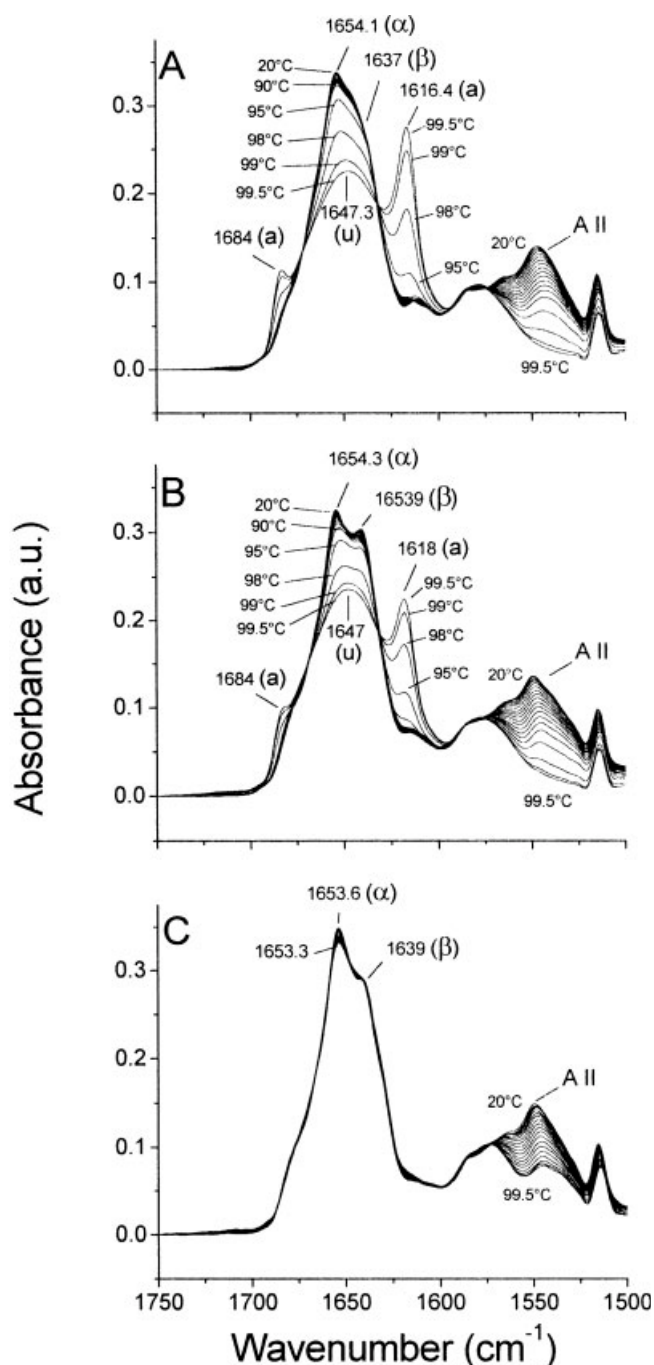 A
1654.1 (α)
20°C
1637 (β)
90°C
1616.4 (a)
95°C
99.5°C
99°C
98°C
99°C
98°C
99.5°C
1647.3
(u)
1684 (a)
95°C
20°C
A II
99.5°C
0.3
0.2
0.1
0.0
B
1654.3 (α)
20°C
16539 (β)
90°C
1618 (a)
95°C
99.5°C
99°C
98°C
98°C
99°C
99.5°C
1647
(u)
95°C
1684 (a)
20°C
A II
99.5°C
0.3
0.2
0.1
0.0
Absorbance (a.u.)
C
1653.6 (α)
1653.3
1639 (β)
20°C
A II
99.5°C
0.3
0.2
0.1
0.0
1750 1700 1650 1600 1550 1500
Wavenumber (cm⁻¹)